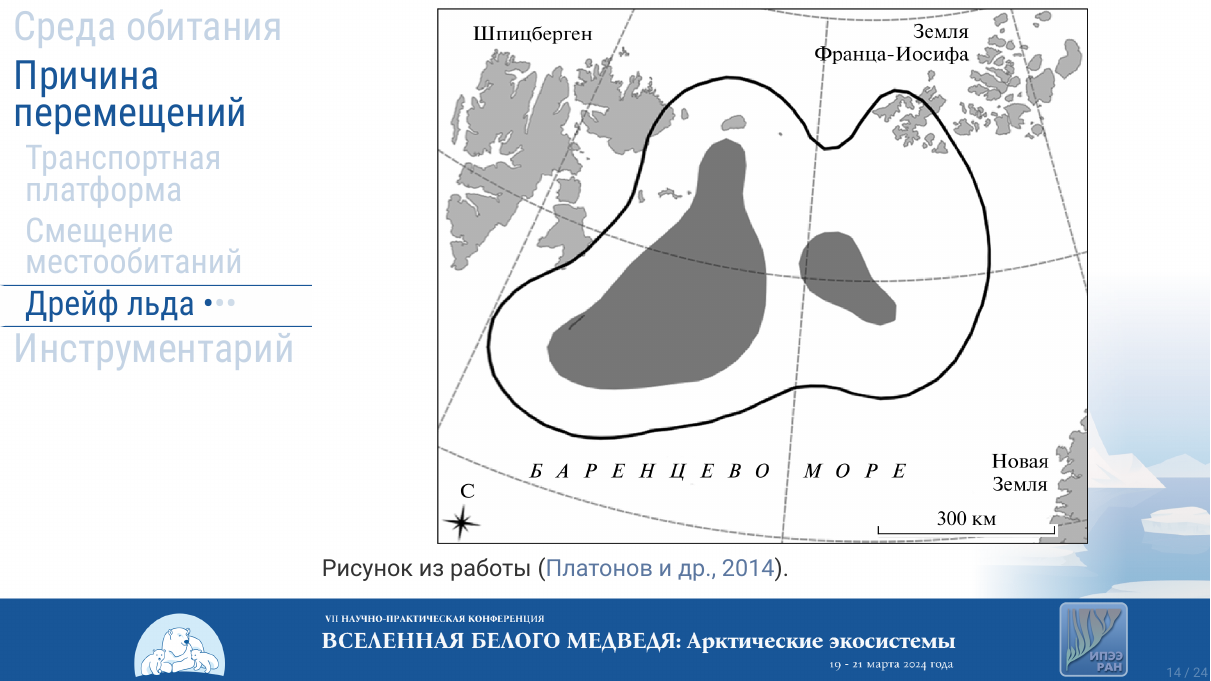 Среда обитания
Причина
перемещений
Транспортная
платформа
Смещение
местообитаний
Дрейф льда
Инструментарий
Шпицберген
Земля
Франца-Иосифа
БАРЕНЦЕВО МОРЕ
Новая
Земля
С
300 км
Рисунок из работы (Платонов и др., 2014).
VII НАУЧНО-ПРАКТИЧЕСКАЯ КОНФЕРЕНЦИЯ
ВСЕЛЕННАЯ БЕЛОГО МЕДВЕДЯ: Арктические экосистемы
19 - 21 марта 2024 года
ИПЭЭ
РАН
14 / 24